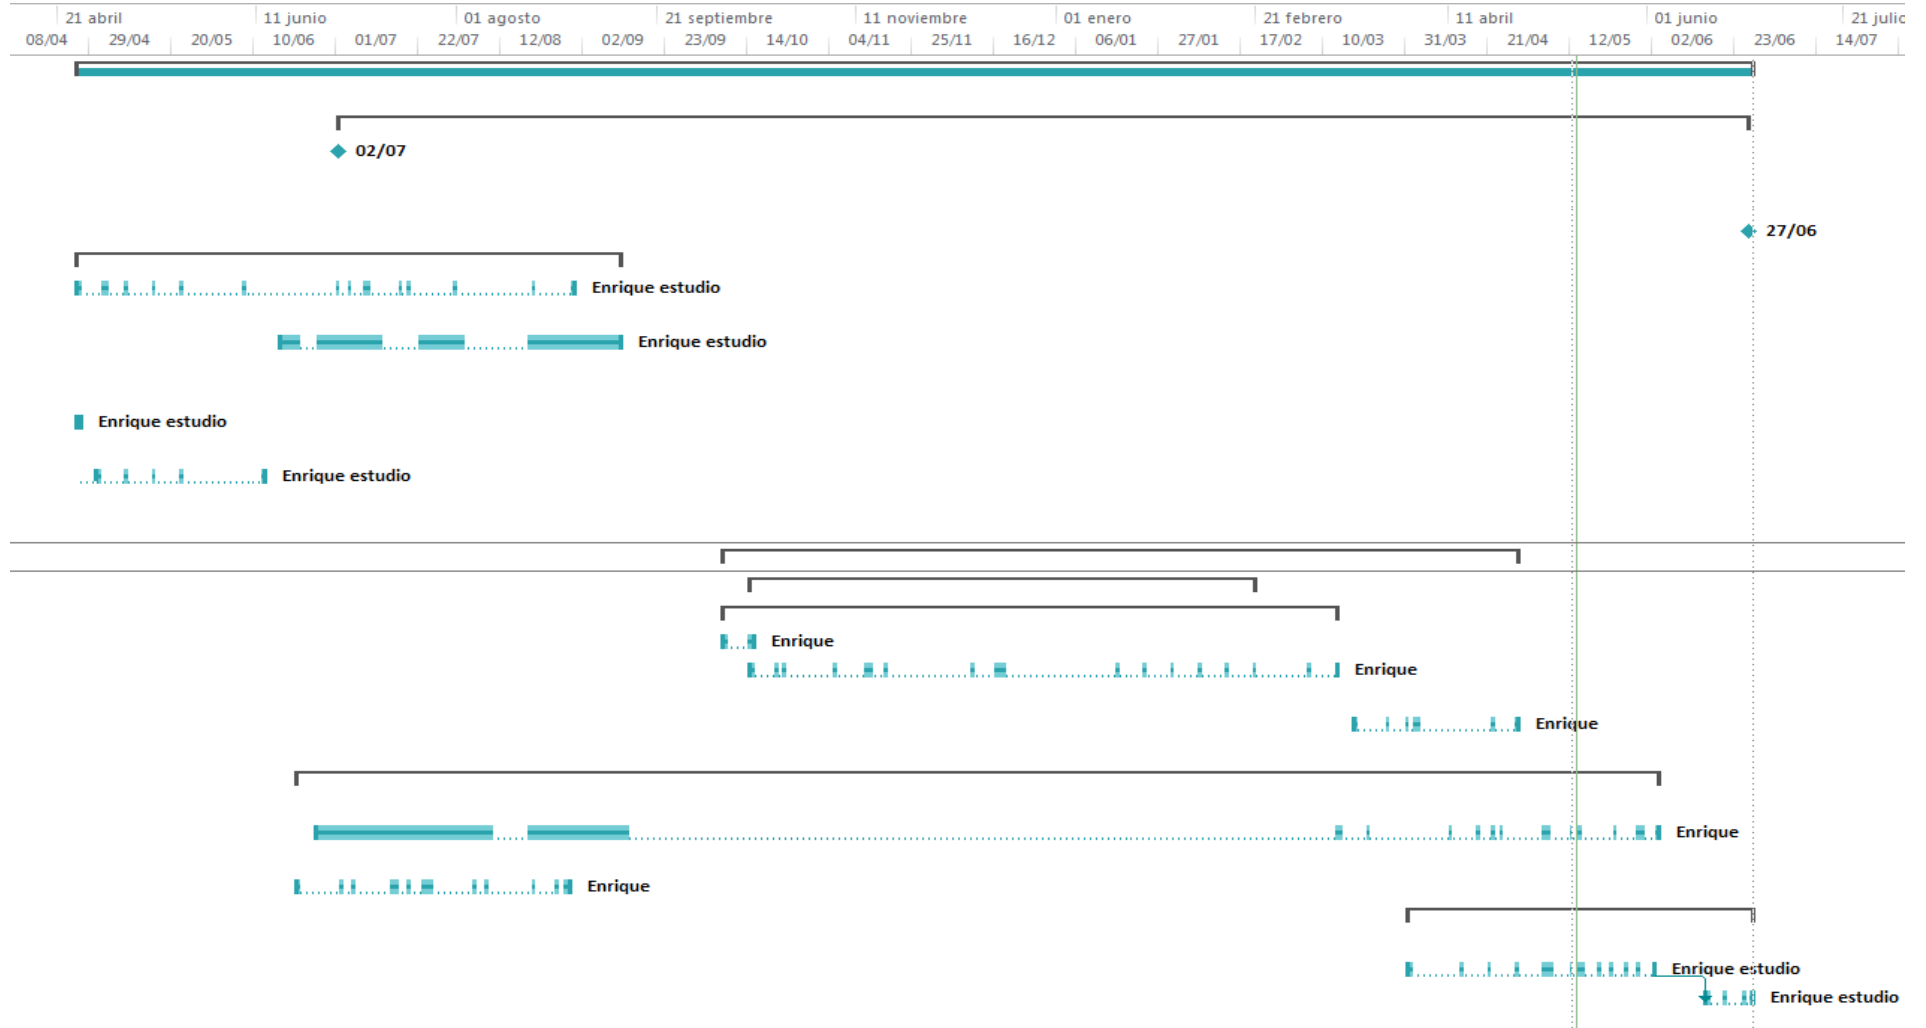 21 abril 11 junio 01 agosto 21 septiembre 11 noviembre 01 enero 21 febrero 11 abril 01 junio 21 julio
08/04 29/04 20/05 10/06 01/07 22/07 12/08 02/09 23/09 14/10 04/11 25/11 16/12 06/01 27/01 17/02 10/03 31/03 21/04 12/05 02/06 23/06 14/07
02/07
27/06
Enrique estudio
Enrique estudio
Enrique estudio
Enrique estudio
Enrique
Enrique
Enrique
Enrique
Enrique
Enrique estudio
Enrique estudio